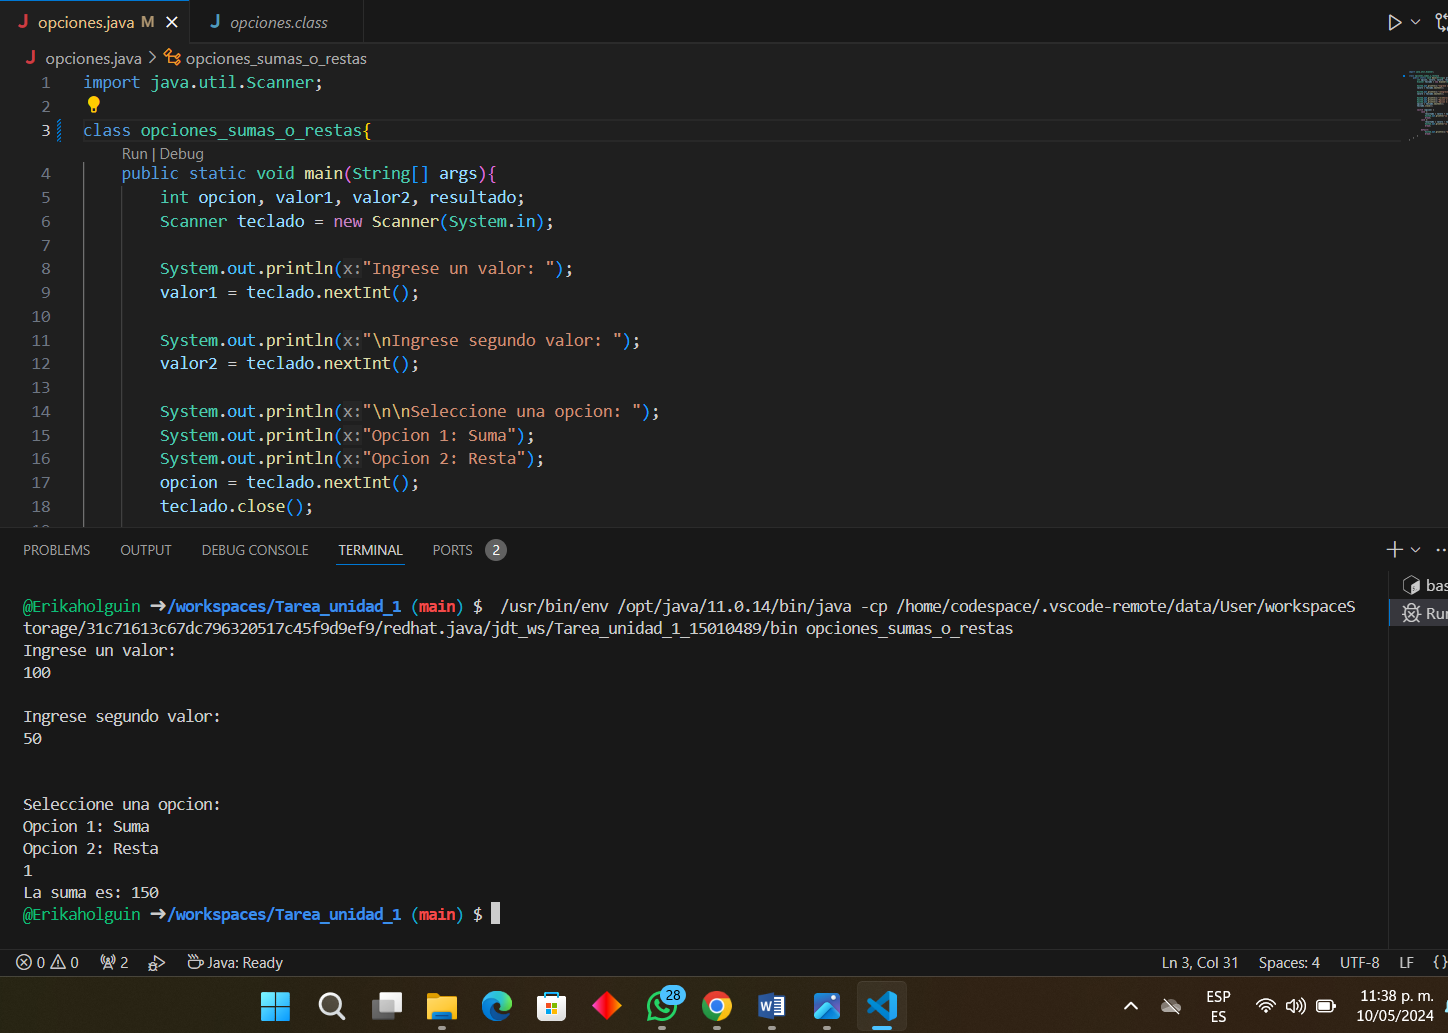 opciones.java M
opciones.class
opciones.java > opciones_sumas_o_restas
1 import java.util.Scanner;
2
3 class opciones_sumas_o_restas{
Run | Debug
4 public static void main(String[] args){
5 int opcion, valor1, valor2, resultado;
6 Scanner teclado = new Scanner(System.in);
7
8 System.out.println(x:"Ingrese un valor: ");
9 valor1 = teclado.nextInt();
10
11 System.out.println(x:"\nIngrese segundo valor: ");
12 valor2 = teclado.nextInt();
13
14 System.out.println(x:"\n\nSeleccione una opcion: ");
15 System.out.println(x:"Opcion 1: Suma");
16 System.out.println(x:"Opcion 2: Resta");
17 opcion = teclado.nextInt();
18 teclado.close();
PROBLEMS OUTPUT DEBUG CONSOLE TERMINAL PORTS 2
bas
Run
@Erikaholguin ➜/workspaces/Tarea_unidad_1 (main) $ /usr/bin/env /opt/java/11.0.14/bin/java -cp /home/codespace/.vscode-remote/data/User/workspaceS
torage/31c71613c67dc796320517c45f9d9ef9/redhat.java/jdt_ws/Tarea_unidad_1_15010489/bin opciones_sumas_o_restas
Ingrese un valor:
100
Ingrese segundo valor:
50
Seleccione una opcion:
Opcion 1: Suma
Opcion 2: Resta
1
La suma es: 150
@Erikaholguin ➜/workspaces/Tarea_unidad_1 (main) $
0 0 2 Java: Ready Ln 3, Col 31 Spaces: 4 UTF-8 LF {}
28
ESP
ES
11:38 p. m.
10/05/2024